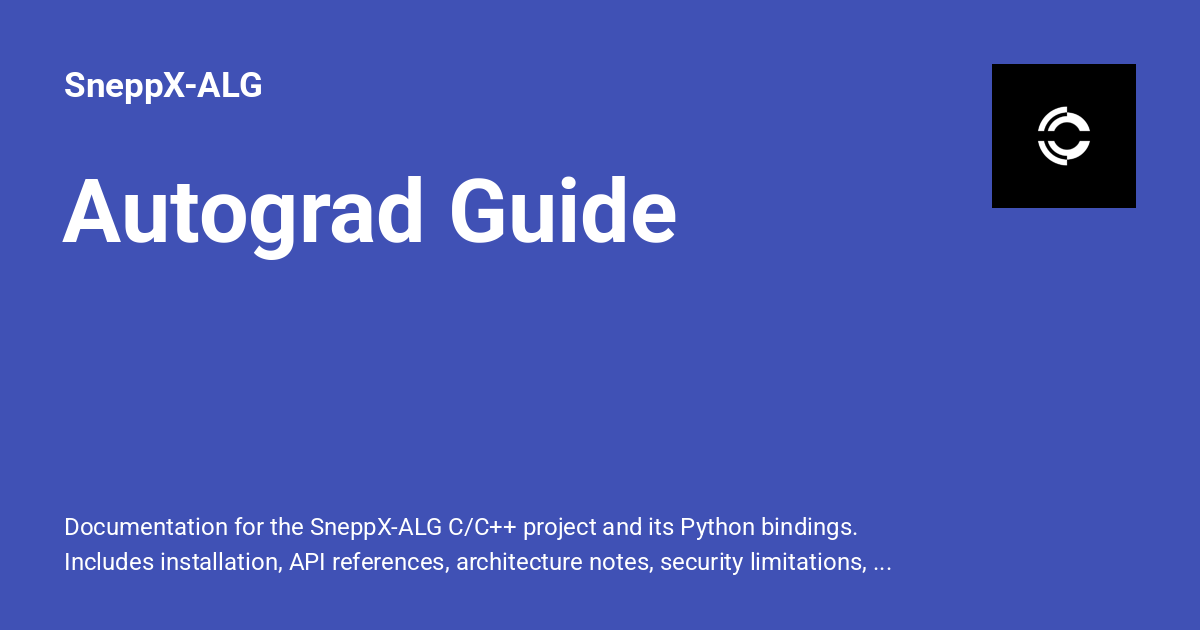 SneppX-ALG
Autograd Guide
Documentation for the SneppX-ALG C/C++ project and its Python bindings.
Includes installation, API references, architecture notes, security limitations, ...